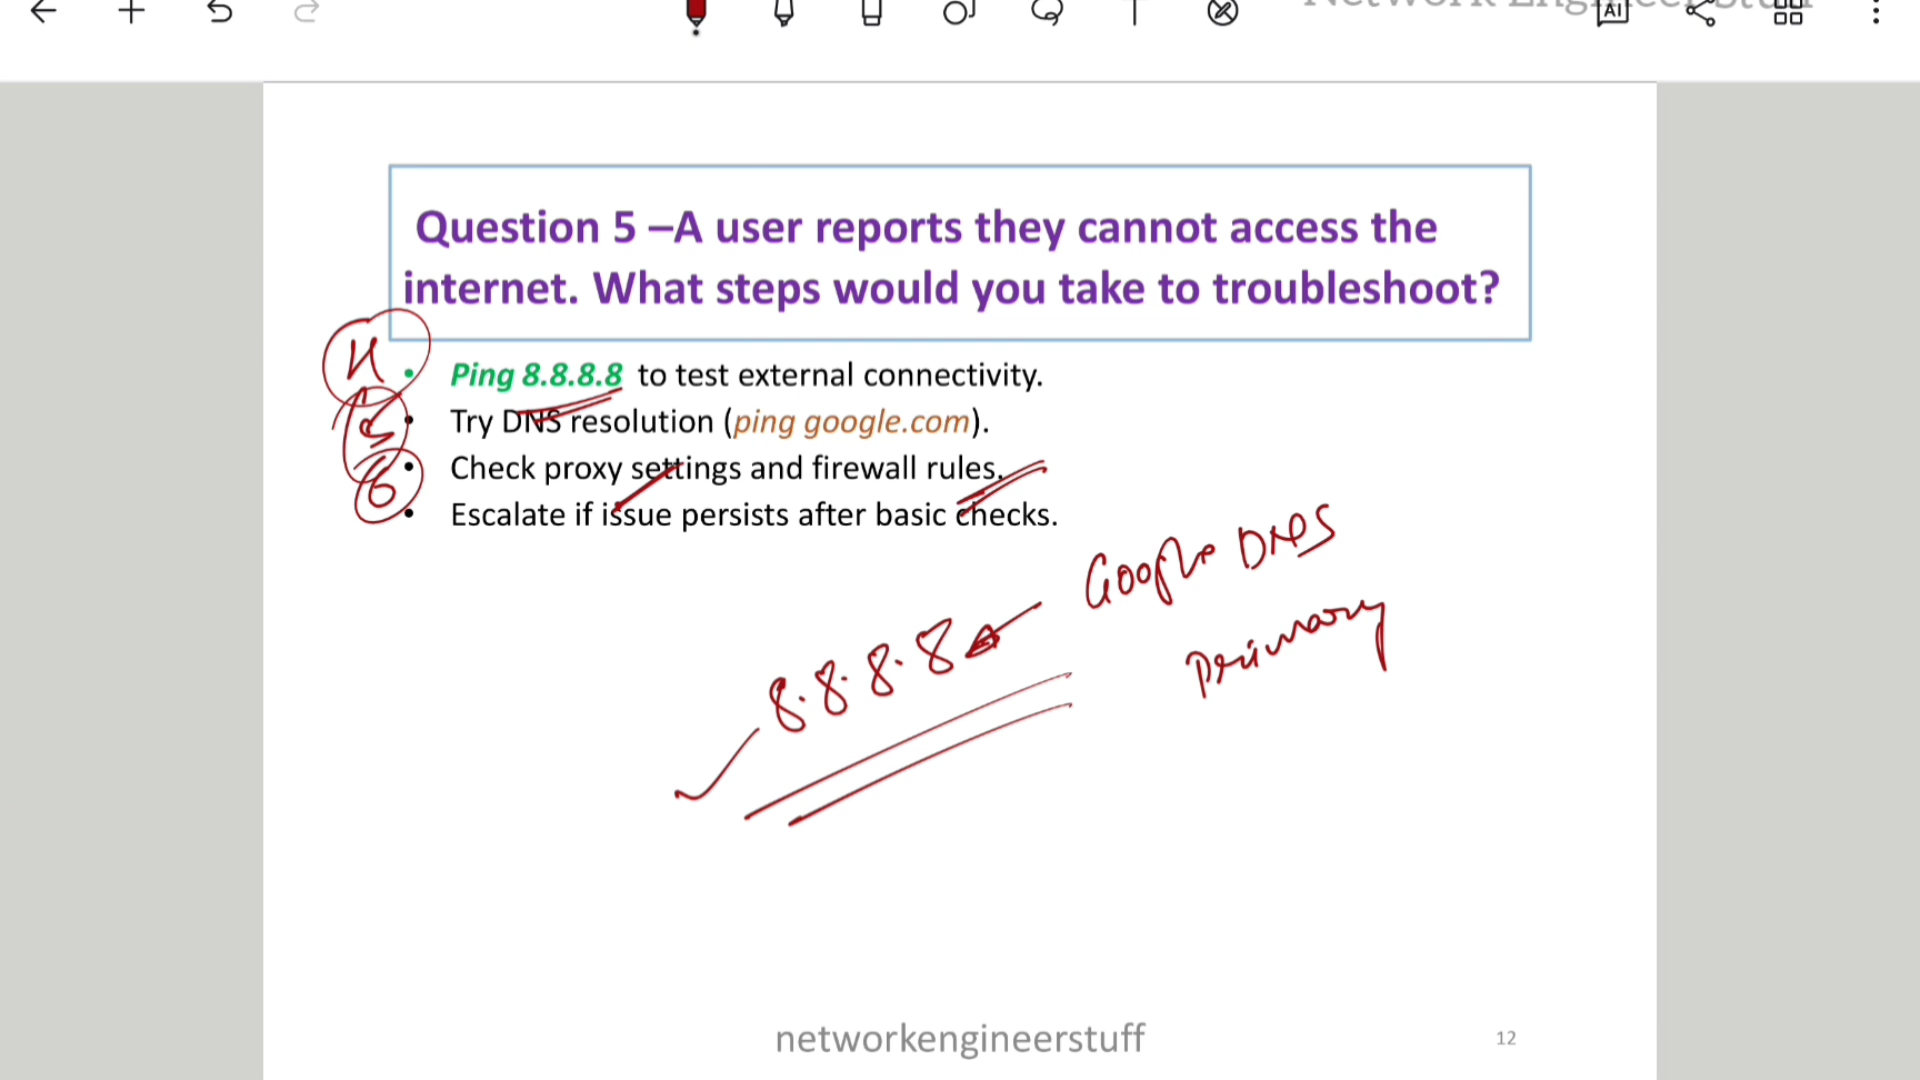 Question 5 –A user reports they cannot access the
internet. What steps would you take to troubleshoot?
4
• Ping 8.8.8.8 to test external connectivity.
5
• Try DNS resolution (ping google.com).
6
• Check proxy settings and firewall rules.
• Escalate if issue persists after basic checks.
Google DNS
8.8.8.8
Primary
networkengineerstuff
12
AI